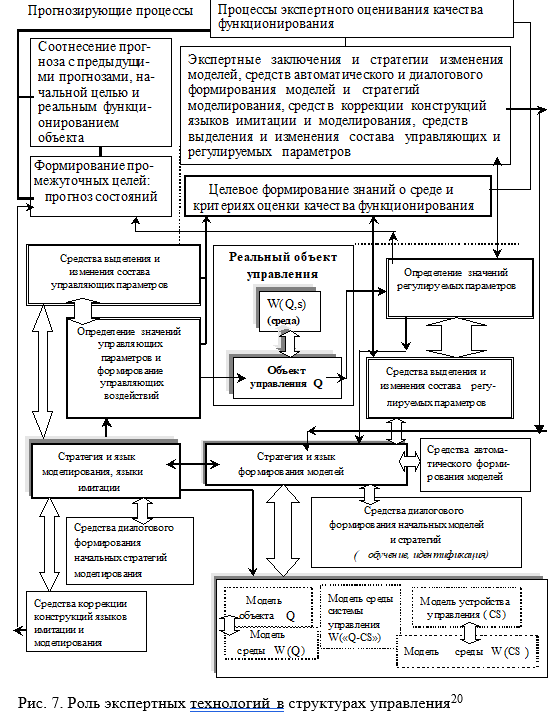 Прогнозирующие процессы
Процессы экспертного оценивания качества
функционирования
Соотнесение прог-
ноза с предыдущи
ми прогнозами, на-
чальной целью и
реальным функци-
онированием
объекта
Экспертные заключения и стратегии изменения
моделей, средств автоматического и диалогового
формирования моделей и стратегий
моделирования, средств коррекции конструкций
языков имитации и моделирования, средств
выделения и изменения состава управляющих и
регулируемых параметров
Формирование про-
межуточных целей:
прогноз состояний
Целевое формирование знаний о среде и
критериях оценки качества функционирования
Средства выделения и
изменения состава
управляющих параметров
Реальный объект
управления
W(Q,s)
(среда)
Объект
управления Q
Определение значений
регулируемых параметров
Определение значений
управляющих
параметров и
формирование
управляющих
воздействий
Средства выделения и
изменения состава регу-
лируемых параметров
Стратегия и язык
моделирования, языки
имитации
Стратегия и язык
формирования моделей
Средства автома-
тического форми-
рования моделей
Средства диалогового
формирования
начальных стратегий
моделирования
Средства диалогового
формирования начальных моделей
и стратегий
( обучение, идентификация)
Средства коррекции
конструкций языков
имитации и
моделирования
Модель
объекта Q
Модель
среды W(Q)
Модель среды
системы
управления
W(«Q-CS»)
Модель устройства
управления (CS)
Модель среды W(CS)
Рис. 7. Роль экспертных технологий в структурах управления20